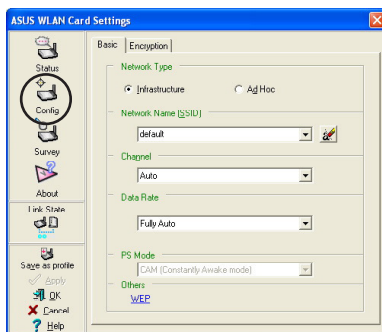 ASUS WLAN Card Settings
Status
Config
Survey
About
Link State
Save as profile
Apply
OK
Cancel
Help
Basic
Encryption
Network Type
Infrastructure
Ad Hoc
Network Name (SSID)
default
Channel
Auto
Data Rate
Fully Auto
PS Mode
CAM (Constantly Awake mode)
Others
WEP